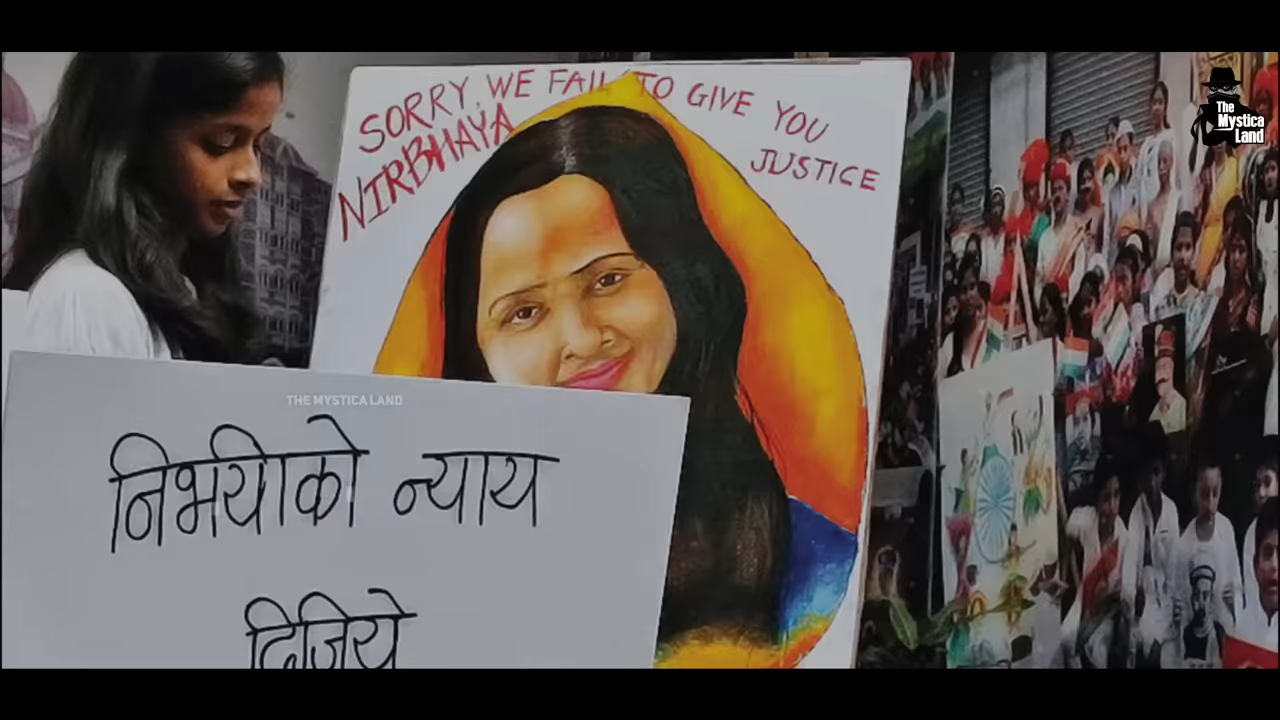 SORRY, WE FAIL TO GIVE YOU
NIRBHAYA JUSTICE
The
Mystica
Land
THE MYSTICA LAND
निर्भयाको न्याय
दिजिये